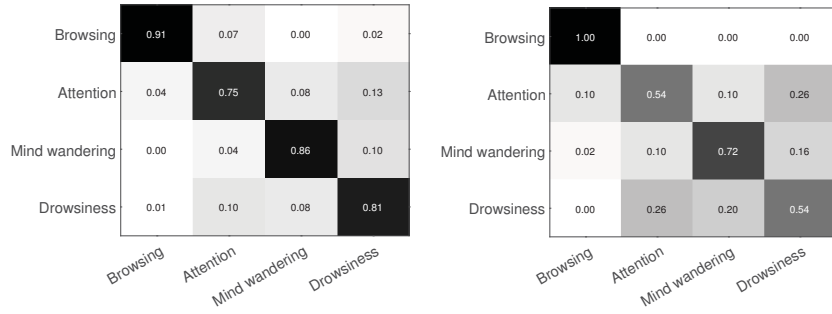 Browsing 0.91 0.07 0.00 0.02
Attention 0.04 0.75 0.08 0.13
Mind wandering 0.00 0.04 0.86 0.10
Drowsiness 0.01 0.10 0.08 0.81
Browsing Attention Mind wandering Drowsiness
Browsing 1.00 0.00 0.00 0.00
Attention 0.10 0.54 0.10 0.26
Mind wandering 0.02 0.10 0.72 0.16
Drowsiness 0.00 0.26 0.20 0.54
Browsing Attention Mind wandering Drowsiness